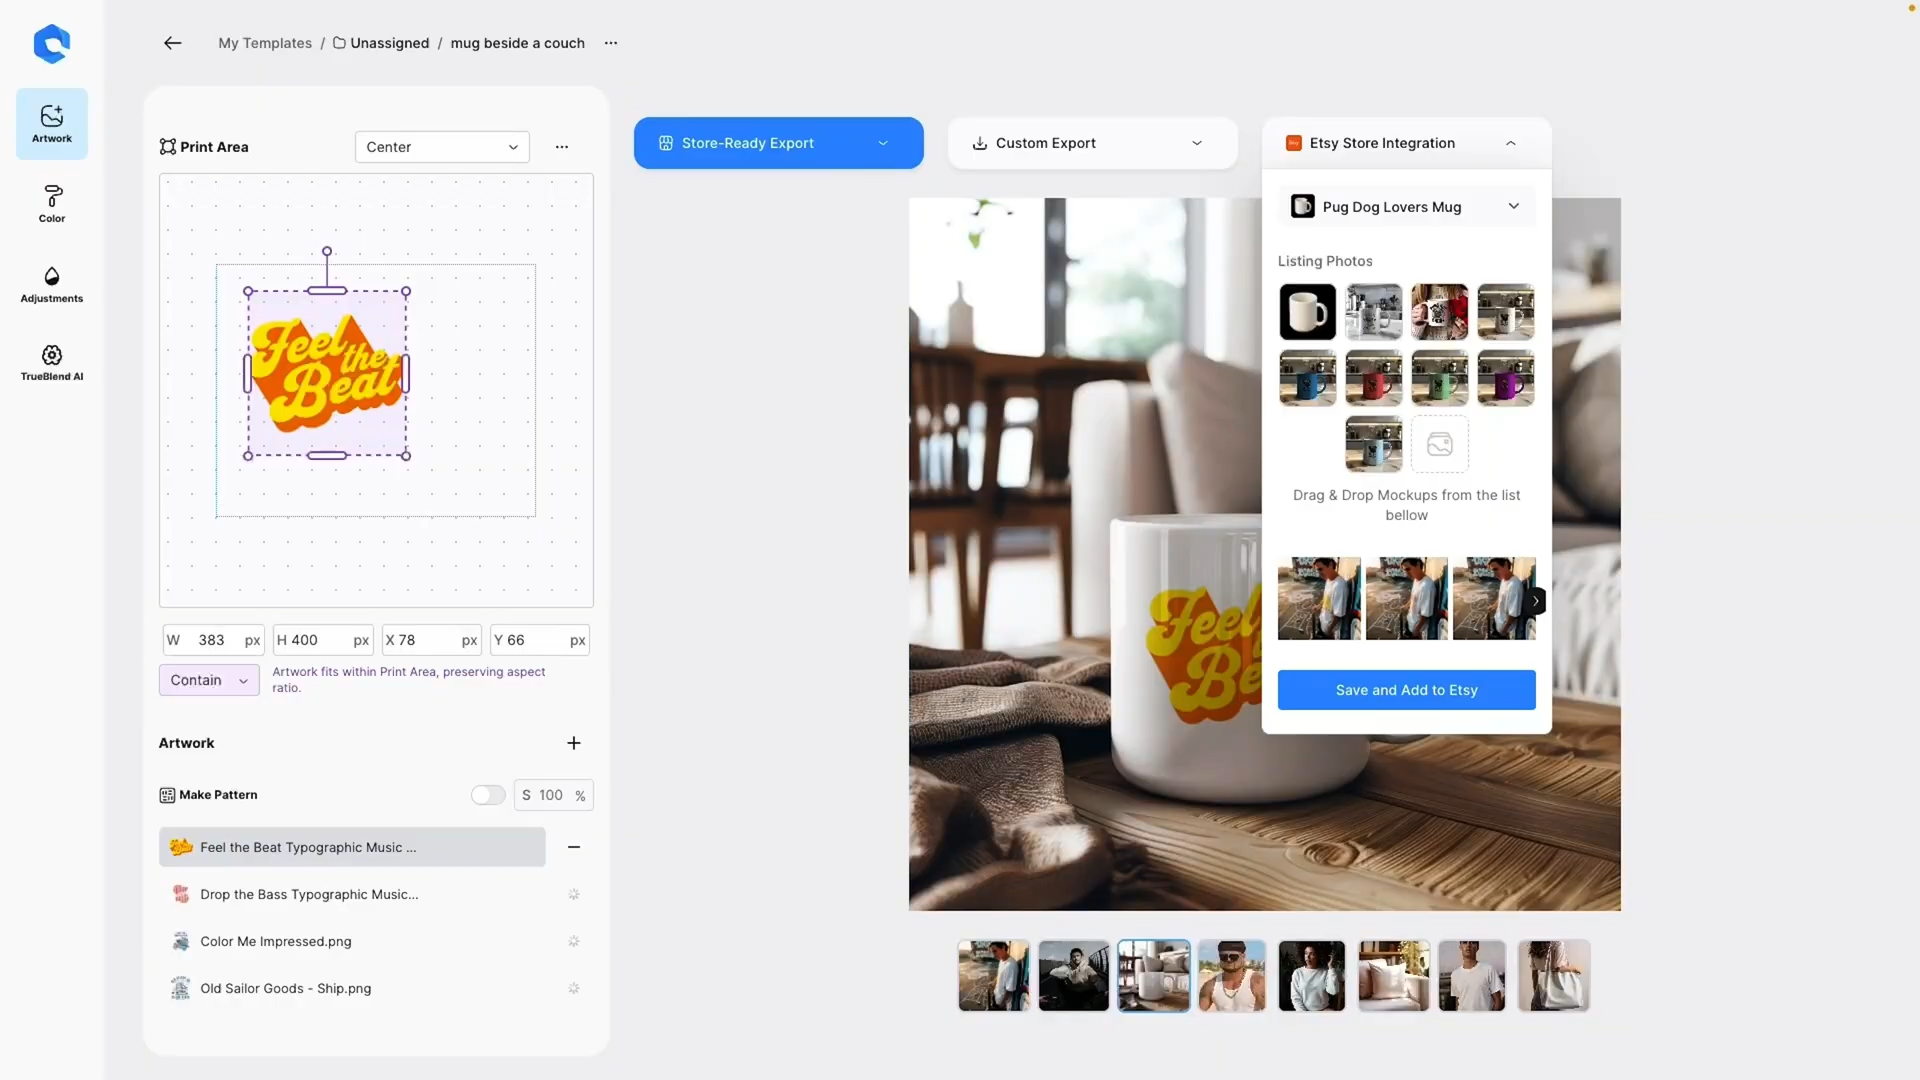 My Templates / Unassigned / mug beside a couch ...
Artwork
Color
Adjustments
TrueBlend AI
Print Area
Center
Feel the Beat
W 383 px
H 400 px
X 78 px
Y 66 px
Contain
Artwork fits within Print Area, preserving aspect
ratio.
Artwork
Make Pattern
S 100 %
Feel the Beat Typographic Music ...
Drop the Bass Typographic Music...
Color Me Impressed.png
Old Sailor Goods - Ship.png
Store-Ready Export
Custom Export
Etsy Store Integration
Pug Dog Lovers Mug
Listing Photos
Drag & Drop Mockups from the list
bellow
Save and Add to Etsy
Feel
Be